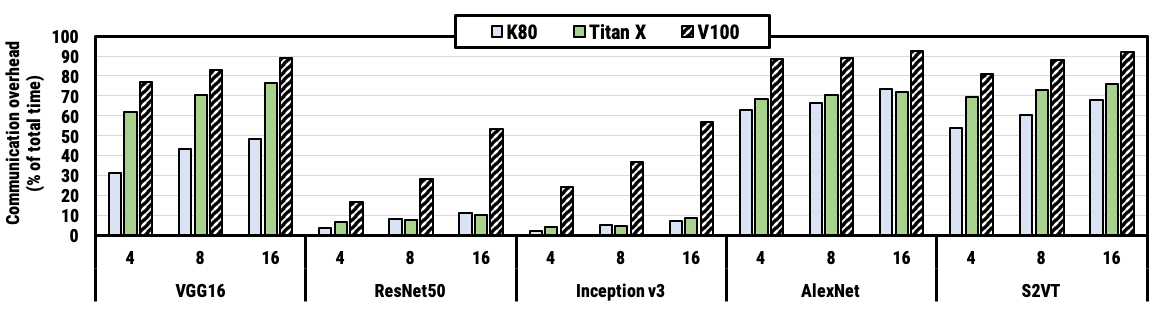 K80 Titan X V100
Communication overhead
(% of total time)
100
90
80
70
60
50
40
30
20
10
0
4 8 16 4 8 16 4 8 16 4 8 16 4 8 16
VGG16 ResNet50 Inception v3 AlexNet S2VT